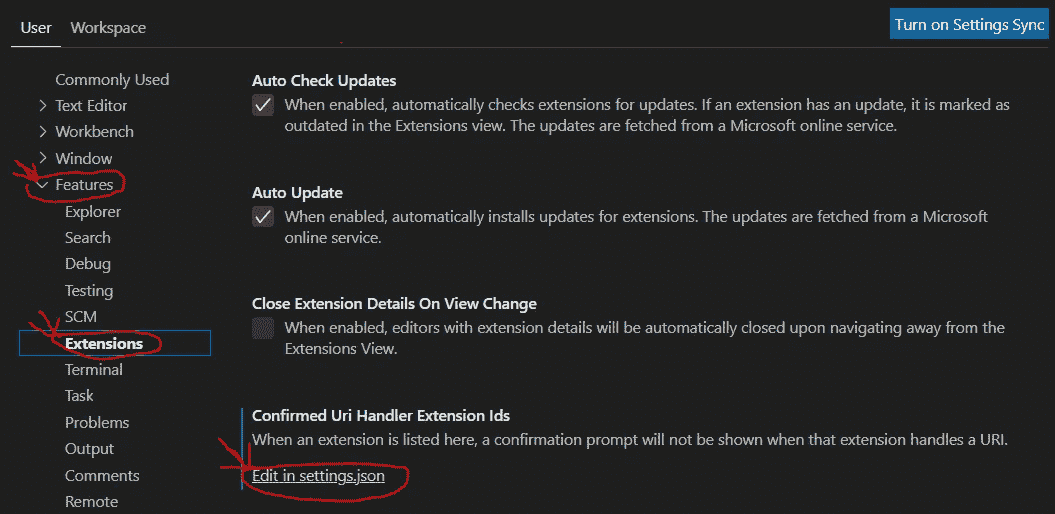 User Workspace Turn on Settings Sync
Commonly Used
Text Editor
Workbench
Window
Features
Explorer
Search
Debug
Testing
SCM
Extensions
Terminal
Task
Problems
Output
Comments
Remote
Auto Check Updates
When enabled, automatically checks extensions for updates. If an extension has an update, it is marked as
outdated in the Extensions view. The updates are fetched from a Microsoft online service.
Auto Update
When enabled, automatically installs updates for extensions. The updates are fetched from a Microsoft
online service.
Close Extension Details On View Change
When enabled, editors with extension details will be automatically closed upon navigating away from the
Extensions View.
Confirmed Uri Handler Extension Ids
When an extension is listed here, a confirmation prompt will not be shown when that extension handles a URI.
Edit in settings.json